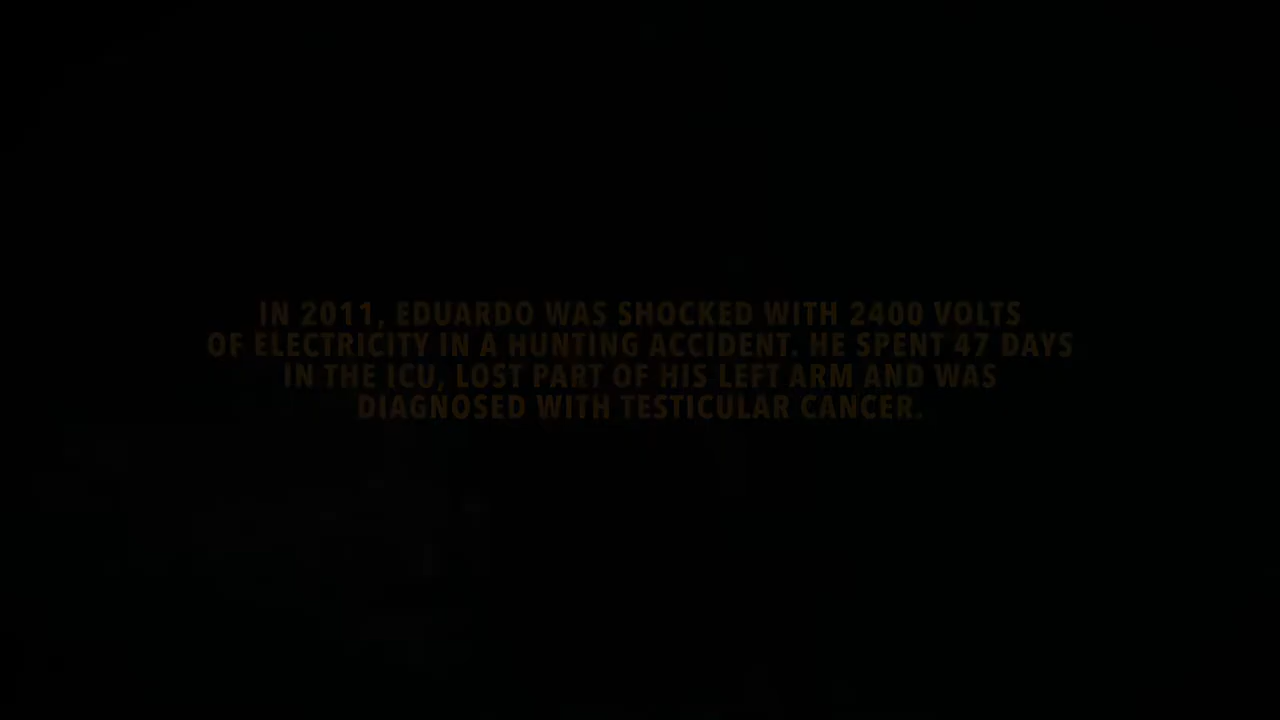 IN 2011, EDUARDO WAS SHOCKED WITH 2400 VOLTS
OF ELECTRICITY IN A HUNTING ACCIDENT. HE SPENT 47 DAYS
IN THE ICU, LOST PART OF HIS LEFT ARM AND WAS
DIAGNOSED WITH TESTICULAR CANCER.